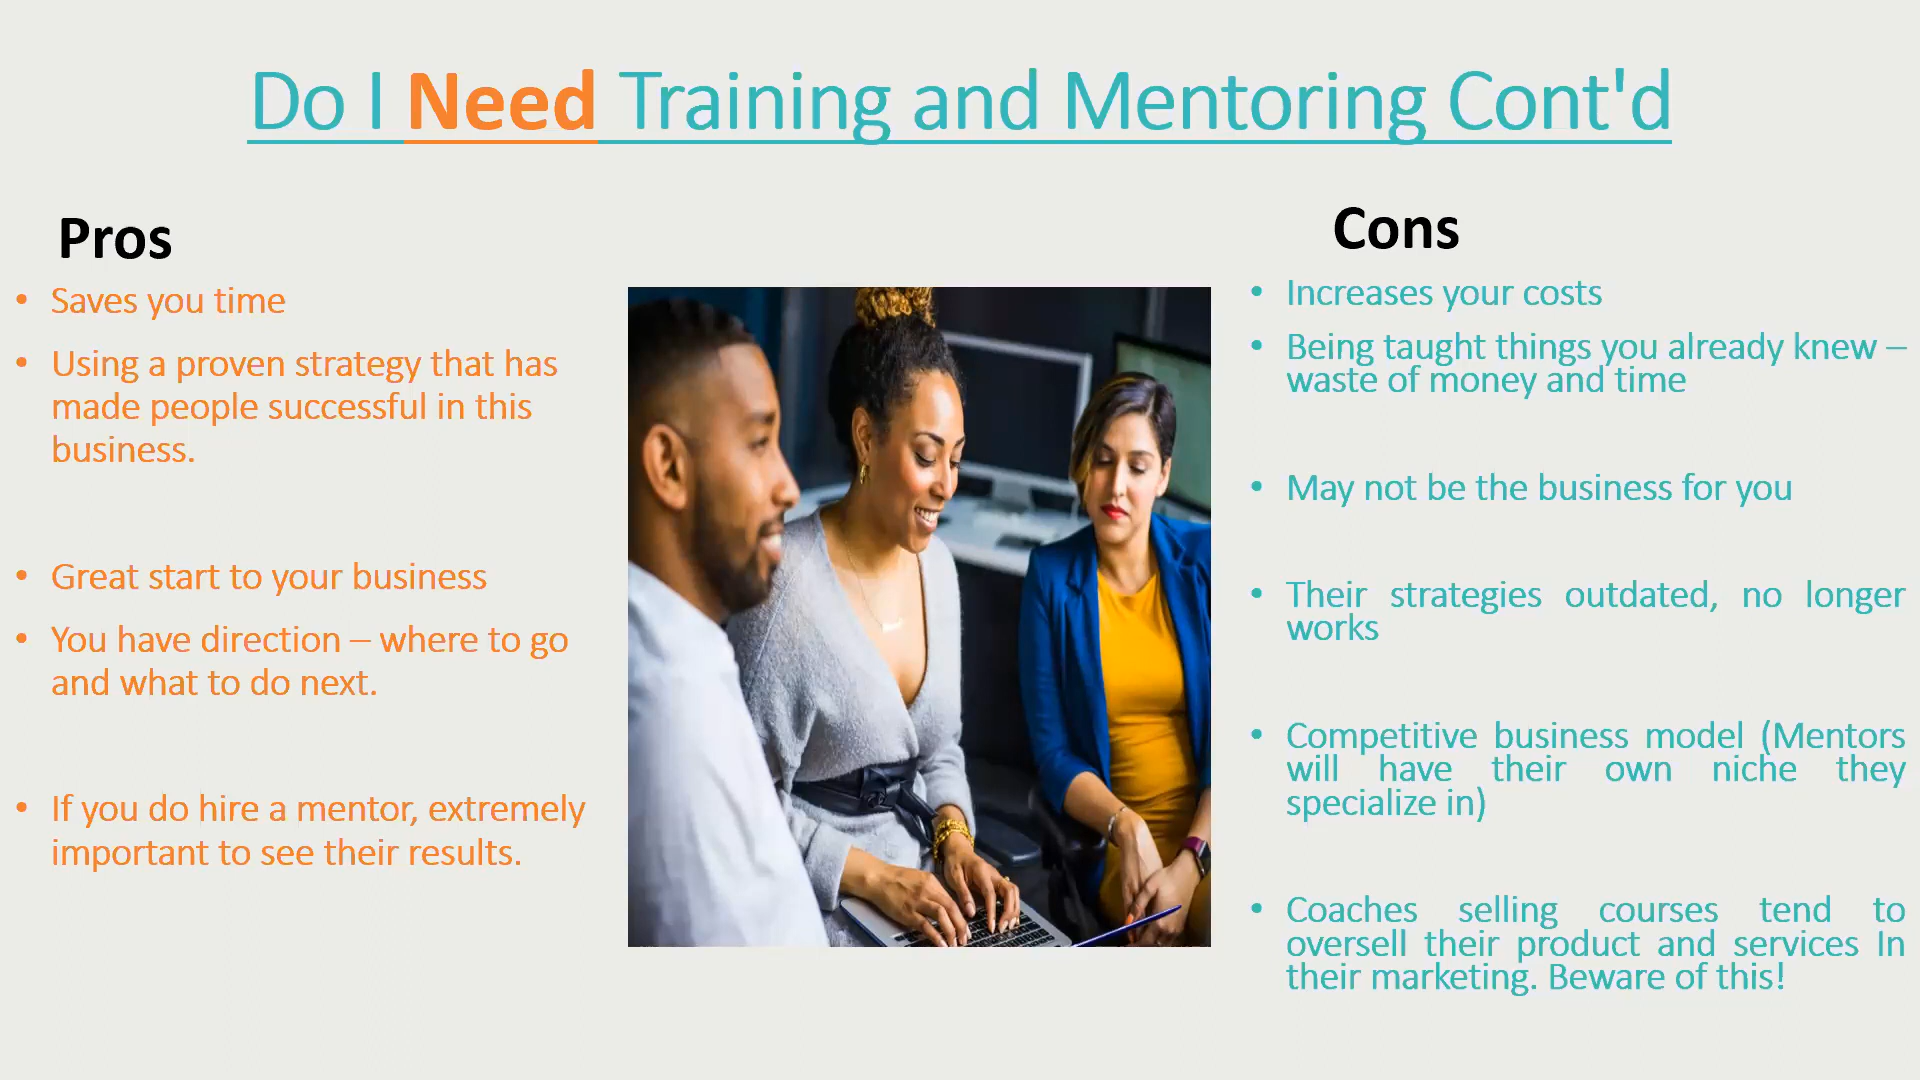 Do I Need Training and Mentoring Cont'd
Pros
• Saves you time
• Using a proven strategy that has
made people successful in this
business.
• Great start to your business
• You have direction – where to go
and what to do next.
• If you do hire a mentor, extremely
important to see their results.
Cons
• Increases your costs
• Being taught things you already knew –
waste of money and time
• May not be the business for you
• Their strategies outdated, no longer
works
• Competitive business model (Mentors
will have their own niche they
specialize in)
• Coaches selling courses tend to
oversell their product and services In
their marketing. Beware of this!